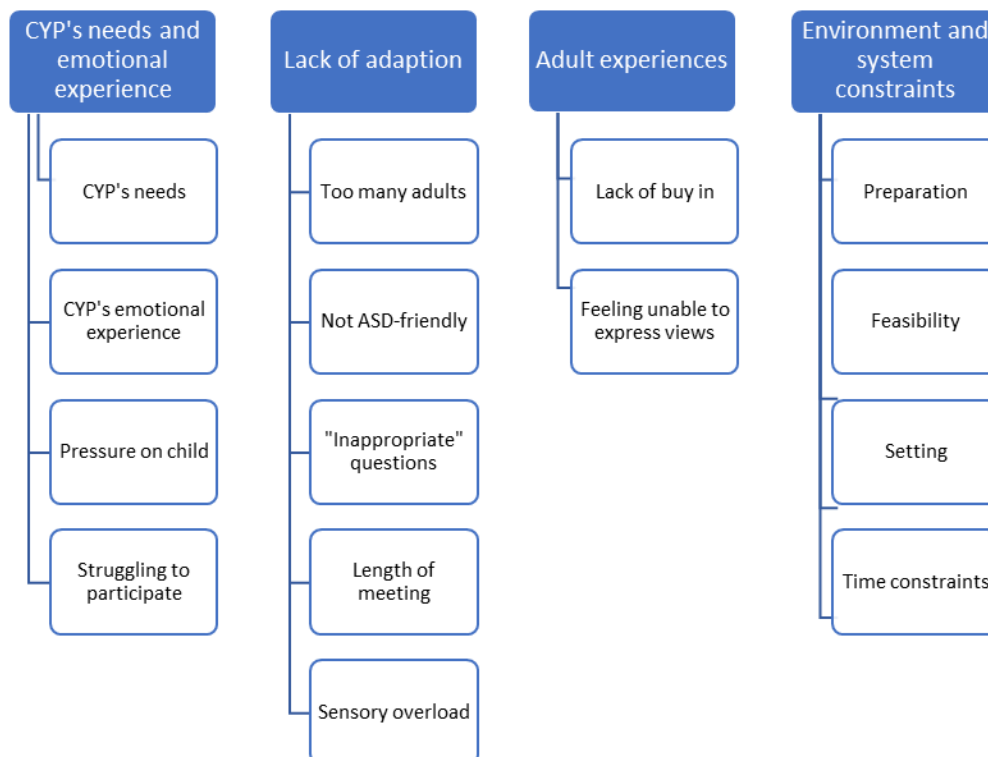 CYP's needs and
emotional
experience
CYP's needs
CYP's emotional
experience
Pressure on child
Struggling to
participate
Lack of adaption
Too many adults
Not ASD-friendly
"Inappropriate"
questions
Length of
meeting
Sensory overload
Adult experiences
Lack of buy in
Feeling unable to
express views
Environment and
system
constraints
Preparation
Feasibility
Setting
Time constraints